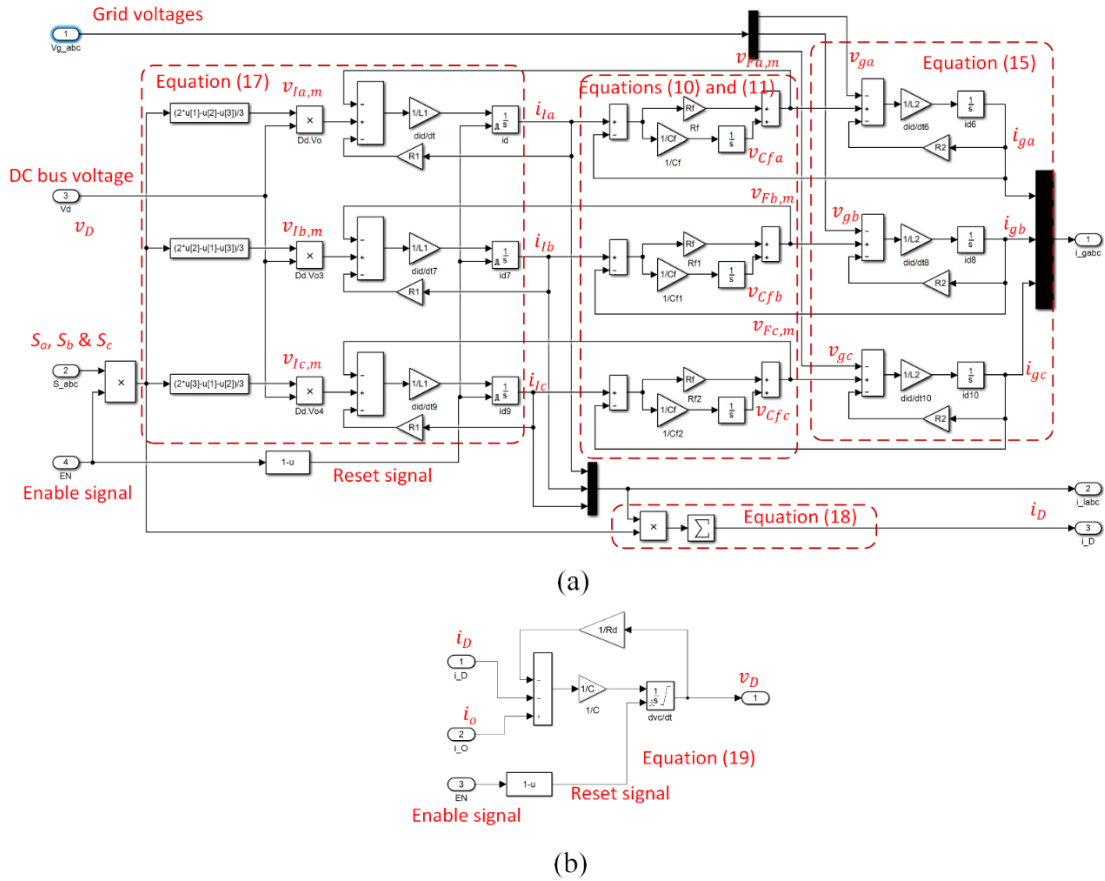 Grid voltages
1
Vg_abc
Equation (17)
v_{Ia,m}
(2*u[1]-u[2]-u[3])/3
×
Dd.Vo
−
+
−
1/L1
did/dt
1/s
id
R1
i_{Ia}
Equations (10) and (11)
v_{Fa,m}
+
−
Rf
Rf
1/Cf
1/Cf
1/s
v_{Cfa}
+
+
Equation (15)
v_{ga}
−
+
−
1/L2
did/dt6
1/s
id6
R2
i_{ga}
DC bus voltage
3
Vd
v_D
v_{Ib,m}
(2*u[2]-u[1]-u[3])/3
×
Dd.Vo3
−
+
−
1/L1
did/dt7
1/s
id7
R1
i_{Ib}
v_{Fb,m}
+
−
Rf
Rf1
1/Cf
1/Cf1
1/s
v_{Cfb}
+
+
v_{gb}
−
+
−
1/L2
did/dt8
1/s
id8
R2
i_{gb}
1
i_gabc
S_a, S_b & S_c
2
S_abc
×
v_{Ic,m}
(2*u[3]-u[1]-u[2])/3
×
Dd.Vo4
−
+
−
1/L1
did/dt9
1/s
id9
R1
i_{Ic}
v_{Fc,m}
+
−
Rf
Rf2
1/Cf
1/Cf2
1/s
v_{Cfc}
+
+
v_{gc}
−
+
−
1/L2
did/dt10
1/s
id10
R2
i_{gc}
4
EN
Enable signal
1-u
Reset signal
2
i_Iabc
×
∑
Equation (18)
i_D
3
i_D
(a)
1/Rd
i_D
1
i_D
−
−
+
1/C
1/C
1/s
dvc/dt
v_D
1
i_o
2
i_O
Equation (19)
3
EN
1-u
Reset signal
Enable signal
(b)